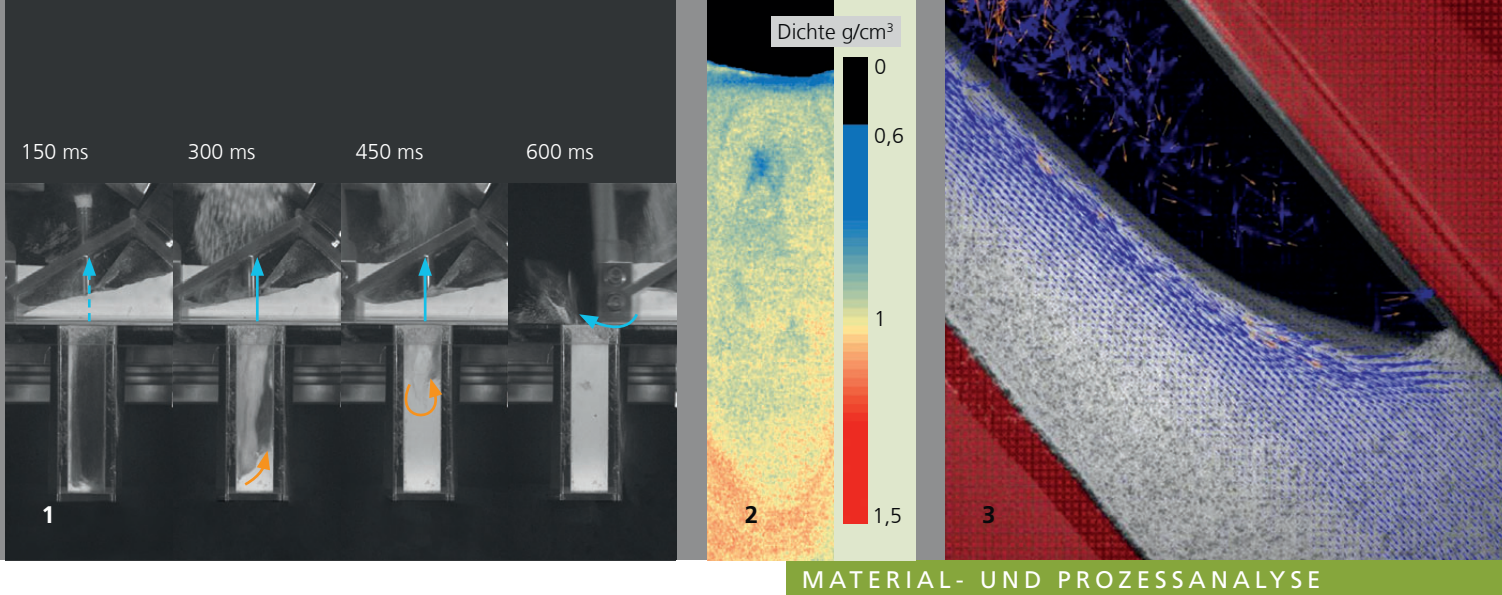 150 ms
300 ms
450 ms
600 ms
1
Dichte g/cm³
0
0,6
1
1,5
2
3
MATERIAL- UND PROZESSANALYSE